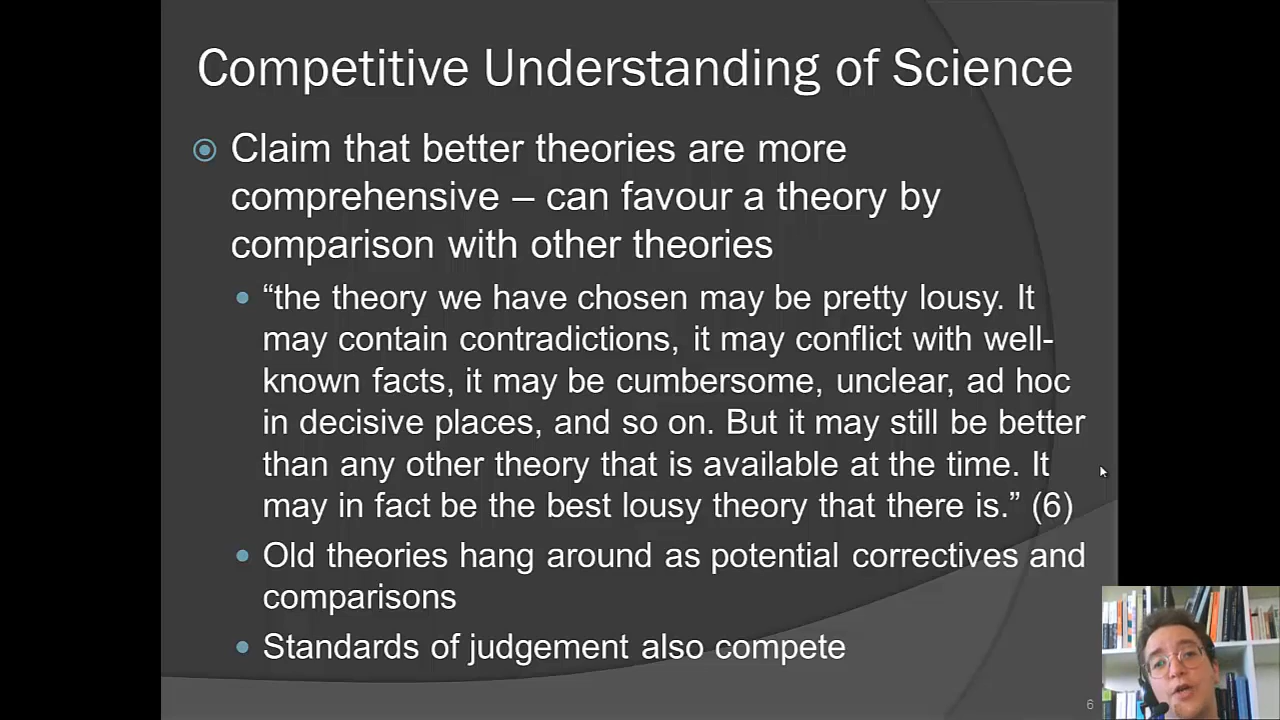 Competitive Understanding of Science
Claim that better theories are more
comprehensive – can favour a theory by
comparison with other theories
“the theory we have chosen may be pretty lousy. It
may contain contradictions, it may conflict with well-
known facts, it may be cumbersome, unclear, ad hoc
in decisive places, and so on. But it may still be better
than any other theory that is available at the time. It
may in fact be the best lousy theory that there is.” (6)
Old theories hang around as potential correctives and
comparisons
Standards of judgement also compete
6